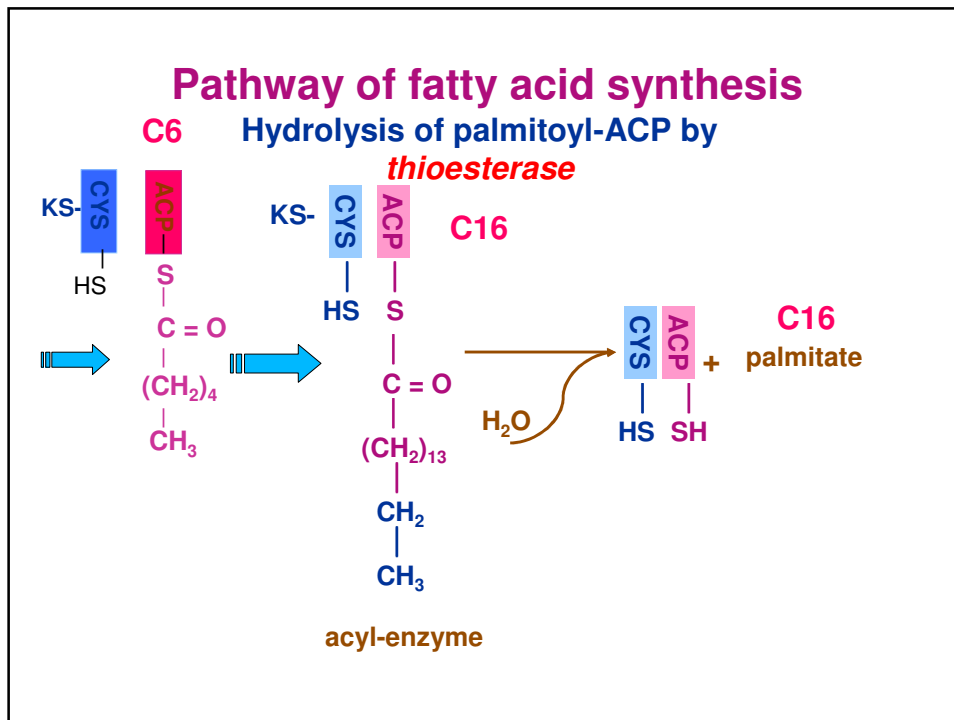 Pathway of fatty acid synthesis
Hydrolysis of palmitoyl-ACP by
thioesterase
C6
KS-
CYS
ACP
HS
S
C = O
(CH₂)₄
CH₃
KS-
CYS
ACP
C16
HS
S
C = O
(CH₂)₁₃
CH₂
CH₃
acyl-enzyme
H₂O
CYS
ACP
+
HS
SH
C16
palmitate